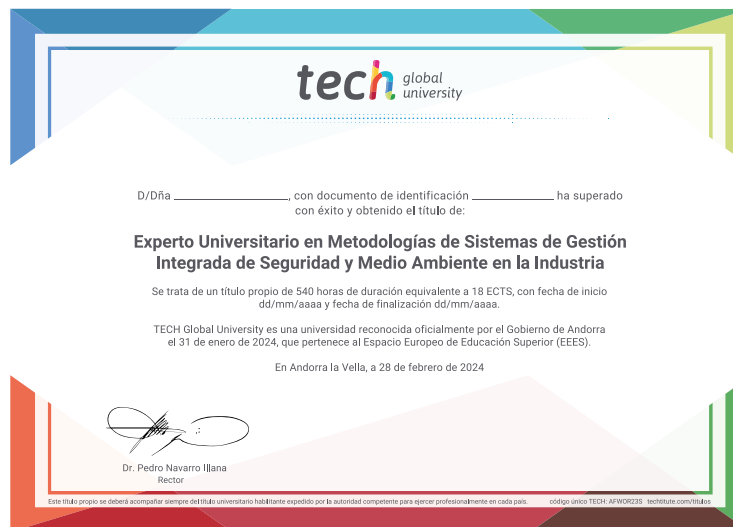 tech global
university
D/Dña ____________________, con documento de identificación ______________ ha superado
con éxito y obtenido el título de:
Experto Universitario en Metodologías de Sistemas de Gestión
Integrada de Seguridad y Medio Ambiente en la Industria
Se trata de un título propio de 540 horas de duración equivalente a 18 ECTS, con fecha de inicio
dd/mm/aaaa y fecha de finalización dd/mm/aaaa.
TECH Global University es una universidad reconocida oficialmente por el Gobierno de Andorra
el 31 de enero de 2024, que pertenece al Espacio Europeo de Educación Superior (EEES).
En Andorra la Vella, a 28 de febrero de 2024
Dr. Pedro Navarro Illana
Rector
Este título propio se deberá acompañar siempre del título universitario habilitante expedido por la autoridad competente para ejercer profesionalmente en cada país. código único TECH: AFWOR23S techtitute.com/titulos